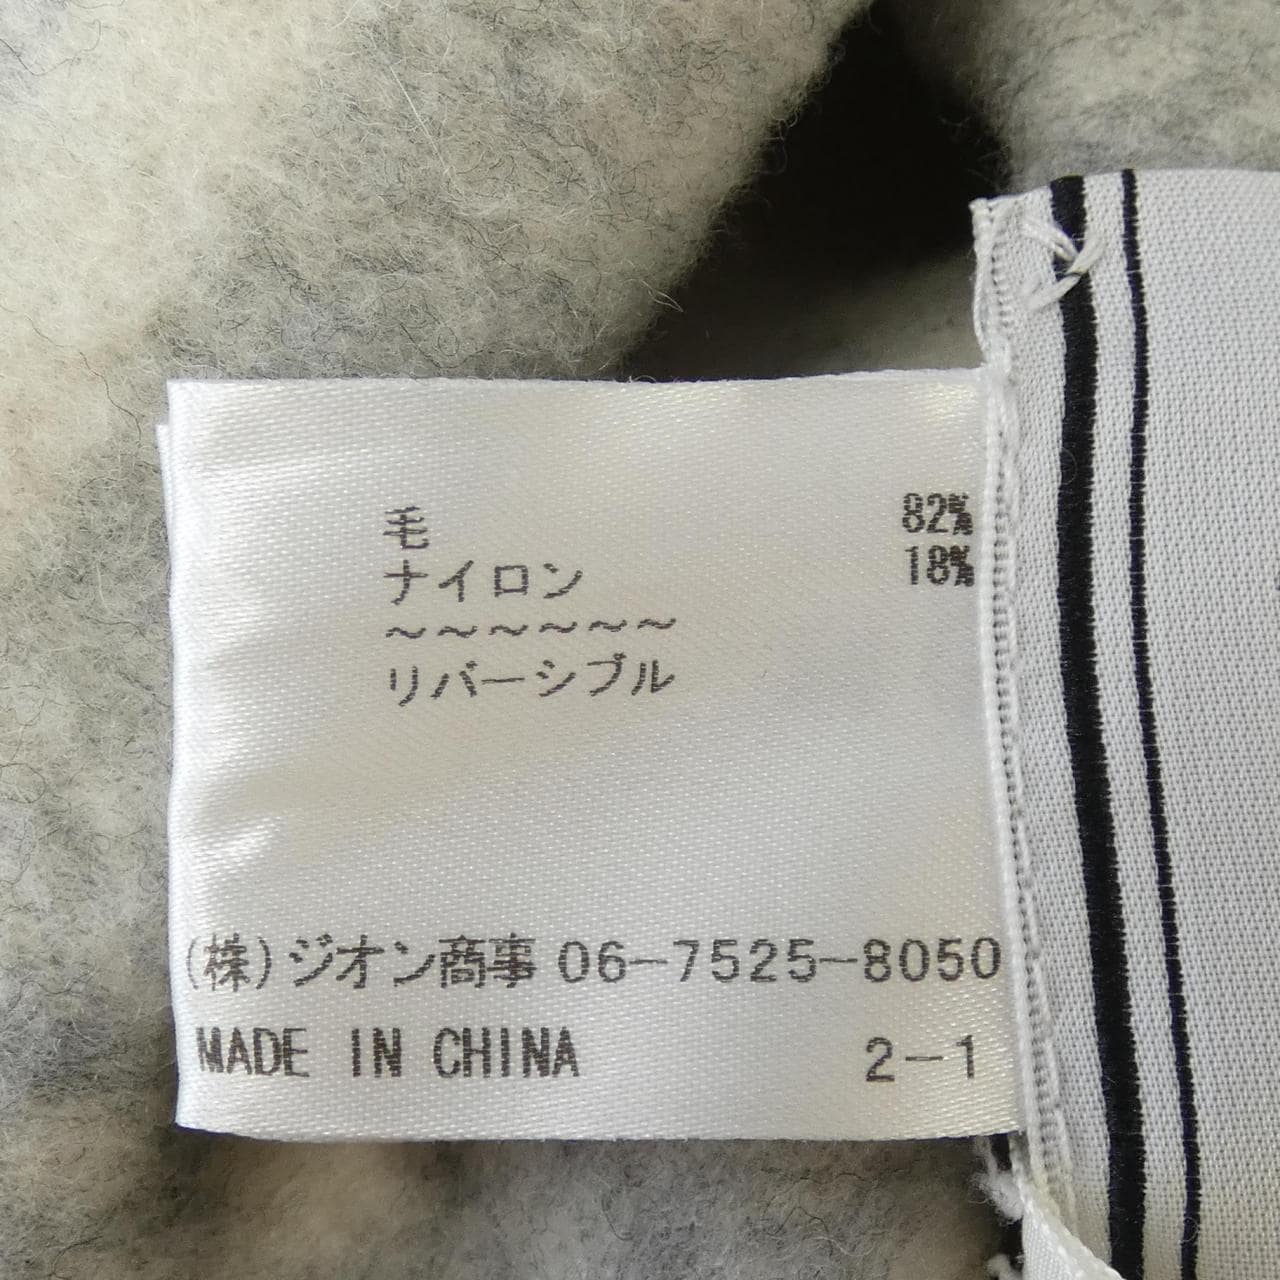 毛 82%
ナイロン 18%
~~~~~~
リバーシブル
(株)ジオン商事 06-7525-8050
MADE IN CHINA 2-1